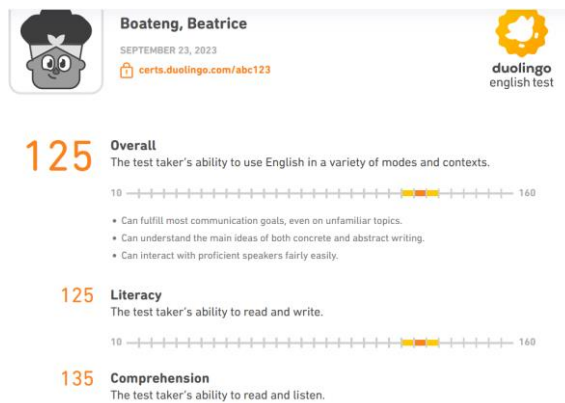 Boateng, Beatrice
SEPTEMBER 23, 2023
certs.duolingo.com/abc123
duolingo
english test
125 Overall
The test taker's ability to use English in a variety of modes and contexts.
10 160
• Can fulfill most communication goals, even on unfamiliar topics.
• Can understand the main ideas of both concrete and abstract writing.
• Can interact with proficient speakers fairly easily.
125 Literacy
The test taker's ability to read and write.
10 160
135 Comprehension
The test taker's ability to read and listen.